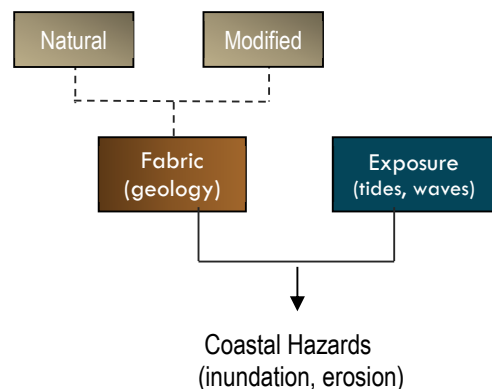 Natural
Modified
Fabric
(geology)
Exposure
(tides, waves)
Coastal Hazards
(inundation, erosion)